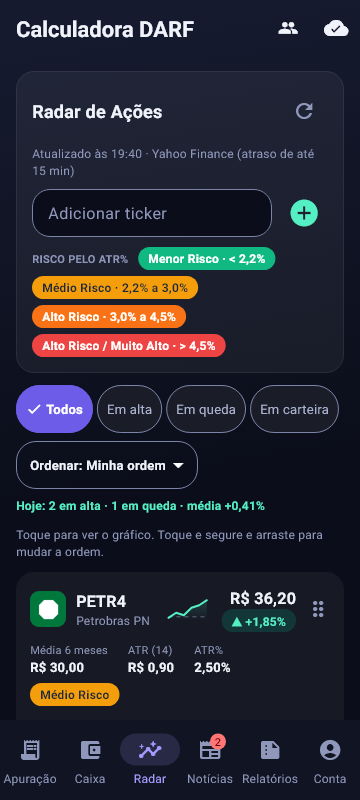 Calculadora DARF
Radar de Ações
Atualizado às 19:40 · Yahoo Finance (atraso de até
15 min)
Adicionar ticker
RISCO PELO ATR%
Menor Risco · < 2,2%
Médio Risco · 2,2% a 3,0%
Alto Risco · 3,0% a 4,5%
Alto Risco / Muito Alto · > 4,5%
Todos
Em alta
Em queda
Em carteira
Ordenar: Minha ordem
Hoje: 2 em alta · 1 em queda · média +0,41%
Toque para ver o gráfico. Toque e segure e arraste para
mudar a ordem.
PETR4
Petrobras PN
R$ 36,20
▲ +1,85%
Média 6 meses
R$ 30,00
ATR (14)
R$ 0,90
ATR%
2,50%
Médio Risco
2
Apuração
Caixa
Radar
Notícias
Relatórios
Conta